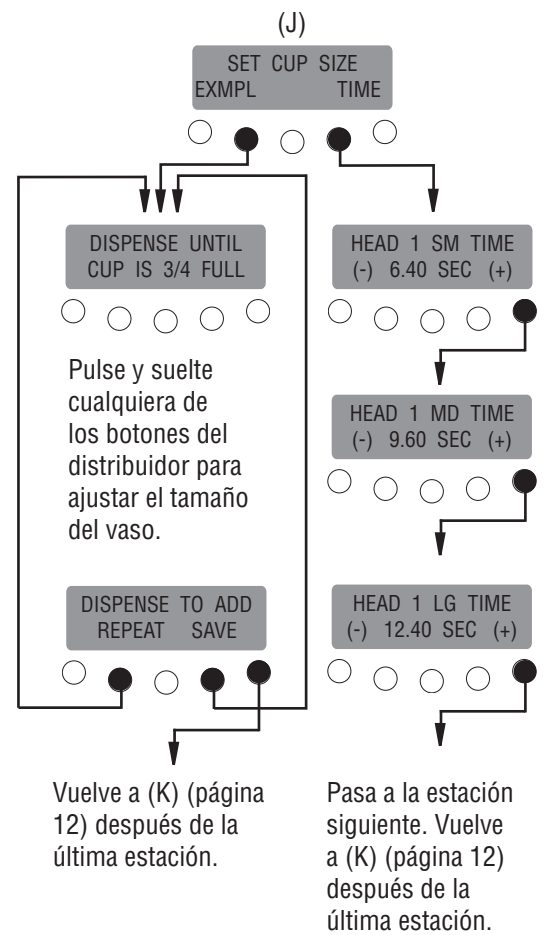 (J)
SET CUP SIZE
EXMPL TIME
DISPENSE UNTIL
CUP IS 3/4 FULL
Pulse y suelte
cualquiera de
los botones del
distribuidor para
ajustar el tamaño
del vaso.
DISPENSE TO ADD
REPEAT SAVE
Vuelve a (K) (página
12) después de la
última estación.
HEAD 1 SM TIME
(-) 6.40 SEC (+)
HEAD 1 MD TIME
(-) 9.60 SEC (+)
HEAD 1 LG TIME
(-) 12.40 SEC (+)
Pasa a la estación
siguiente. Vuelve
a (K) (página 12)
después de la
última estación.